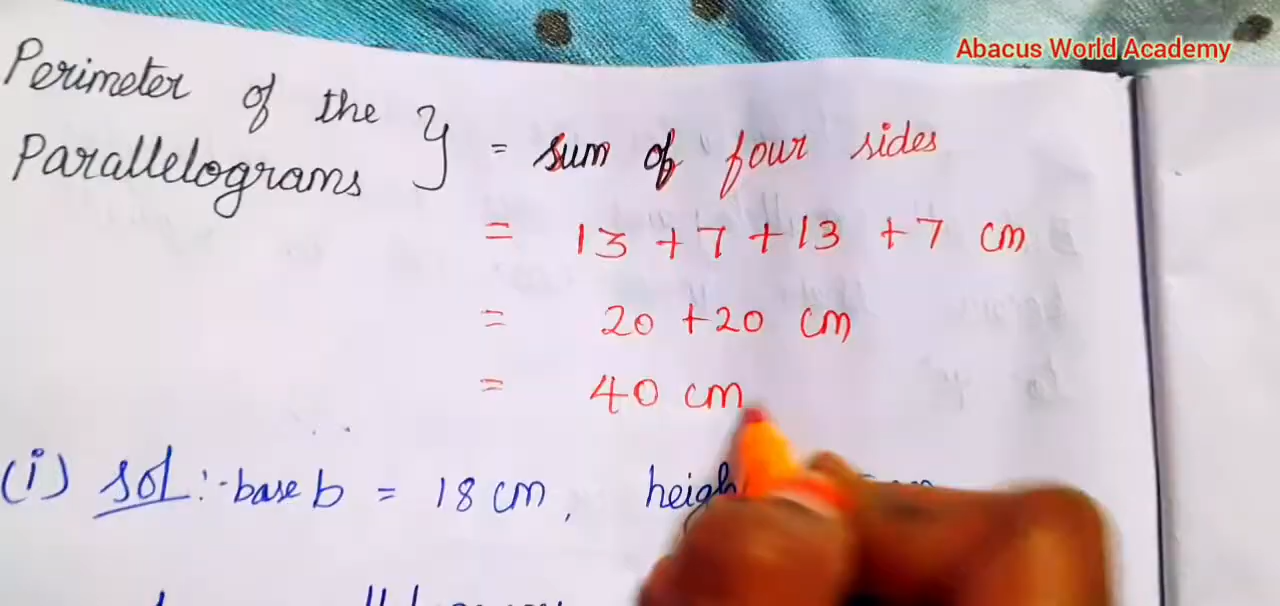 Abacus World Academy
Perimeter of the
Parallelograms } = sum of four sides
= 13 + 7 + 13 + 7 cm
= 20 + 20 cm
= 40 cm
(i) Sol:- base b = 18 cm,